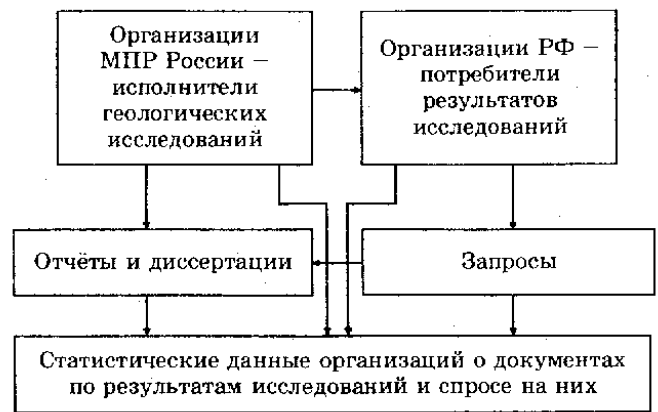 Организации
МПР России –
исполнители
геологических
исследований
Организации РФ –
потребители
результатов
исследований
Отчёты и диссертации
Запросы
Статистические данные организаций о документах
по результатам исследований и спросе на них